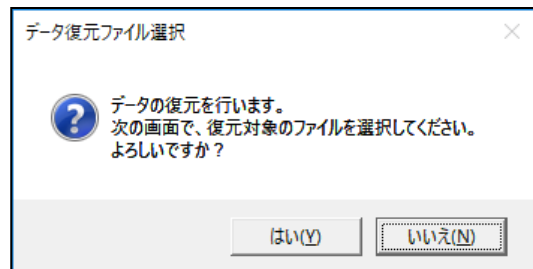 データ復元ファイル選択
データの復元を行います。
次の画面で、復元対象のファイルを選択してください。
よろしいですか？
はい(Y)
いいえ(N)